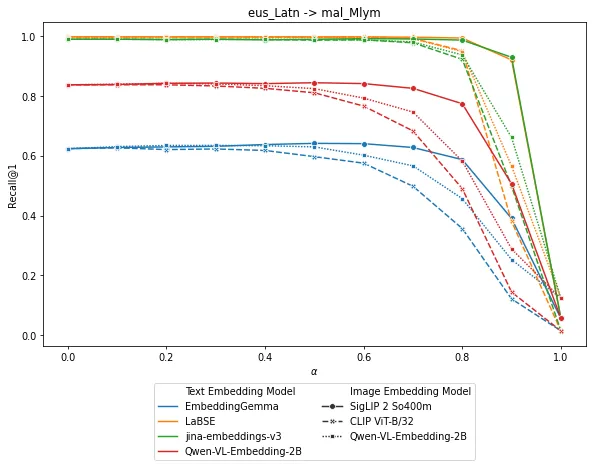 eus_Latn -> mal_Mlym
1.0
0.8
0.6
0.4
0.2
0.0
Recall@1
0.0 0.2 0.4 0.6 0.8 1.0
α
Text Embedding Model Image Embedding Model
EmbeddingGemma SigLIP 2 So400m
LaBSE CLIP ViT-B/32
jina-embeddings-v3 Qwen-VL-Embedding-2B
Qwen-VL-Embedding-2B